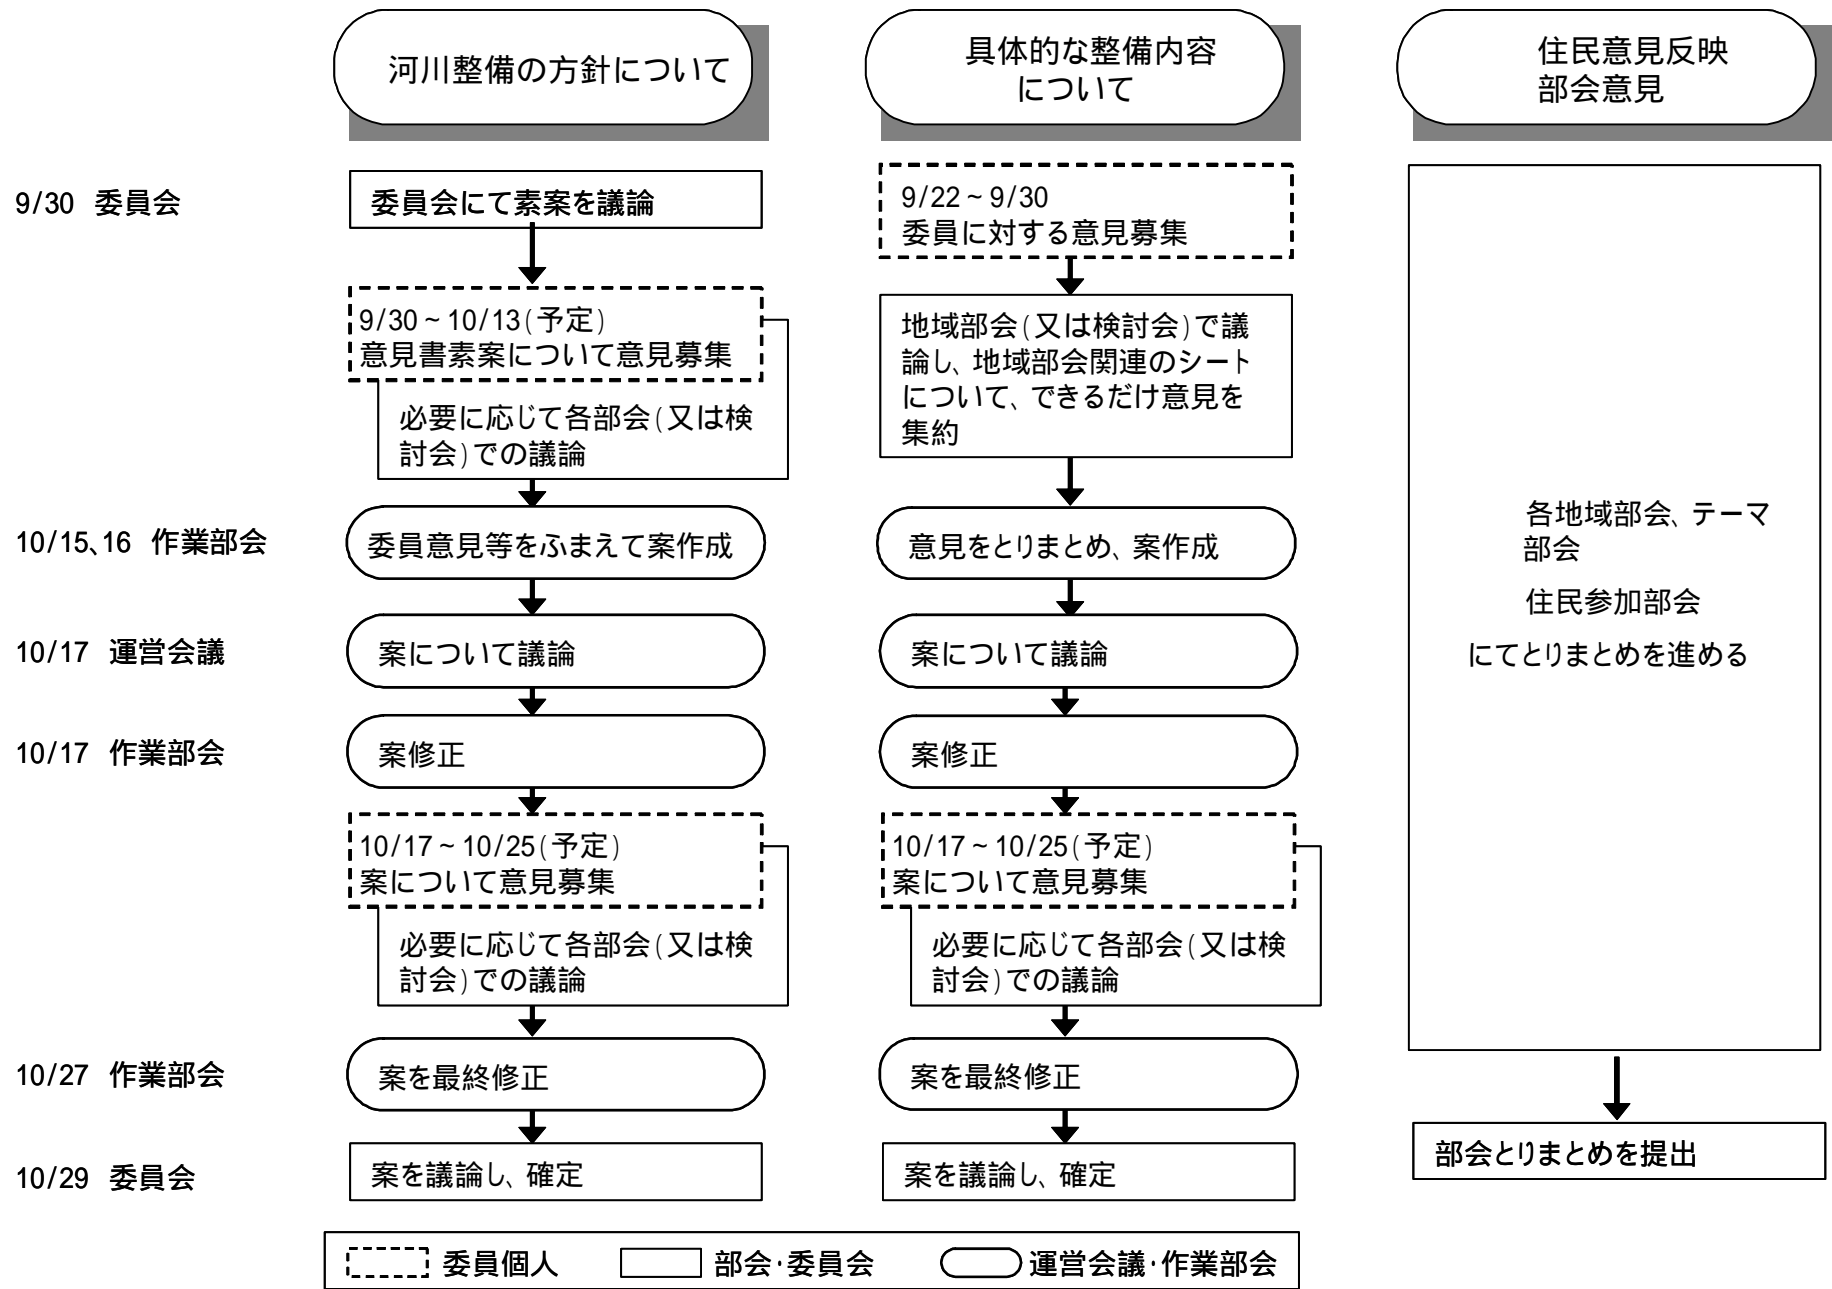 河川整備の方針について
具体的な整備内容
について
住民意見反映
部会意見
9/30 委員会
委員会にて素案を議論
9/22~9/30
委員に対する意見募集
9/30~10/13(予定)
意見書素案について意見募集
地域部会(又は検討会)で議
論し、地域部会関連のシート
について、できるだけ意見を
集約
必要に応じて各部会(又は検
討会)での議論
各地域部会、テーマ
部会
住民参加部会
にてとりまとめを進める
10/15、16 作業部会
委員意見等をふまえて案作成
意見をとりまとめ、案作成
10/17 運営会議
案について議論
案について議論
10/17 作業部会
案修正
案修正
10/17~10/25(予定)
案について意見募集
10/17~10/25(予定)
案について意見募集
必要に応じて各部会(又は検
討会)での議論
必要に応じて各部会(又は検
討会)での議論
10/27 作業部会
案を最終修正
案を最終修正
10/29 委員会
案を議論し、確定
案を議論し、確定
部会とりまとめを提出
委員個人 部会・委員会 運営会議・作業部会